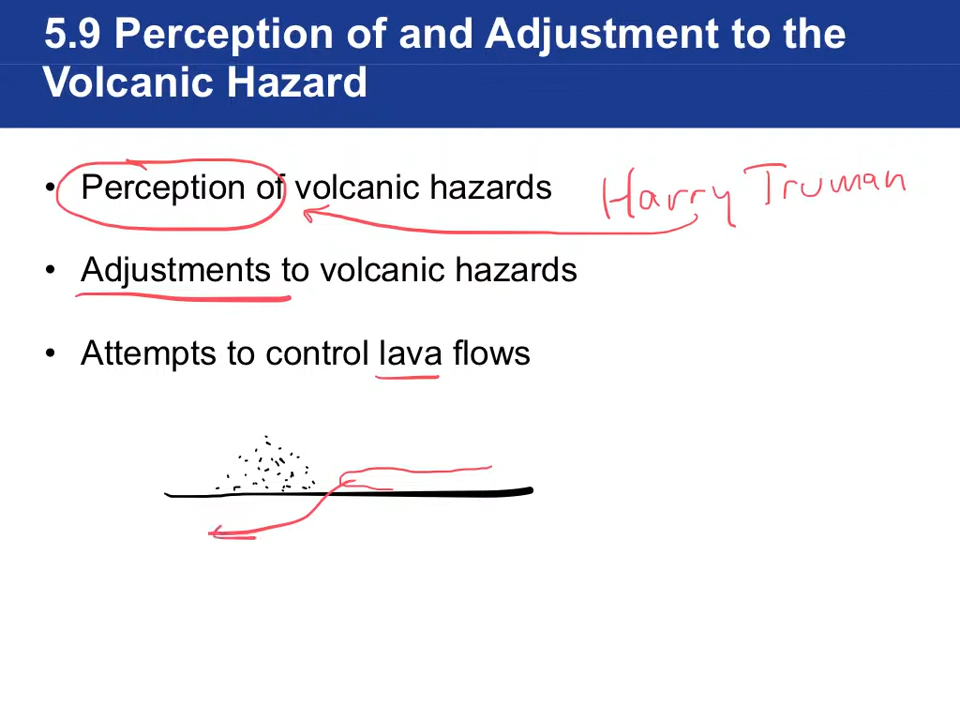 5.9 Perception of and Adjustment to the
Volcanic Hazard
• Perception of volcanic hazards Harry Truman
• Adjustments to volcanic hazards
• Attempts to control lava flows